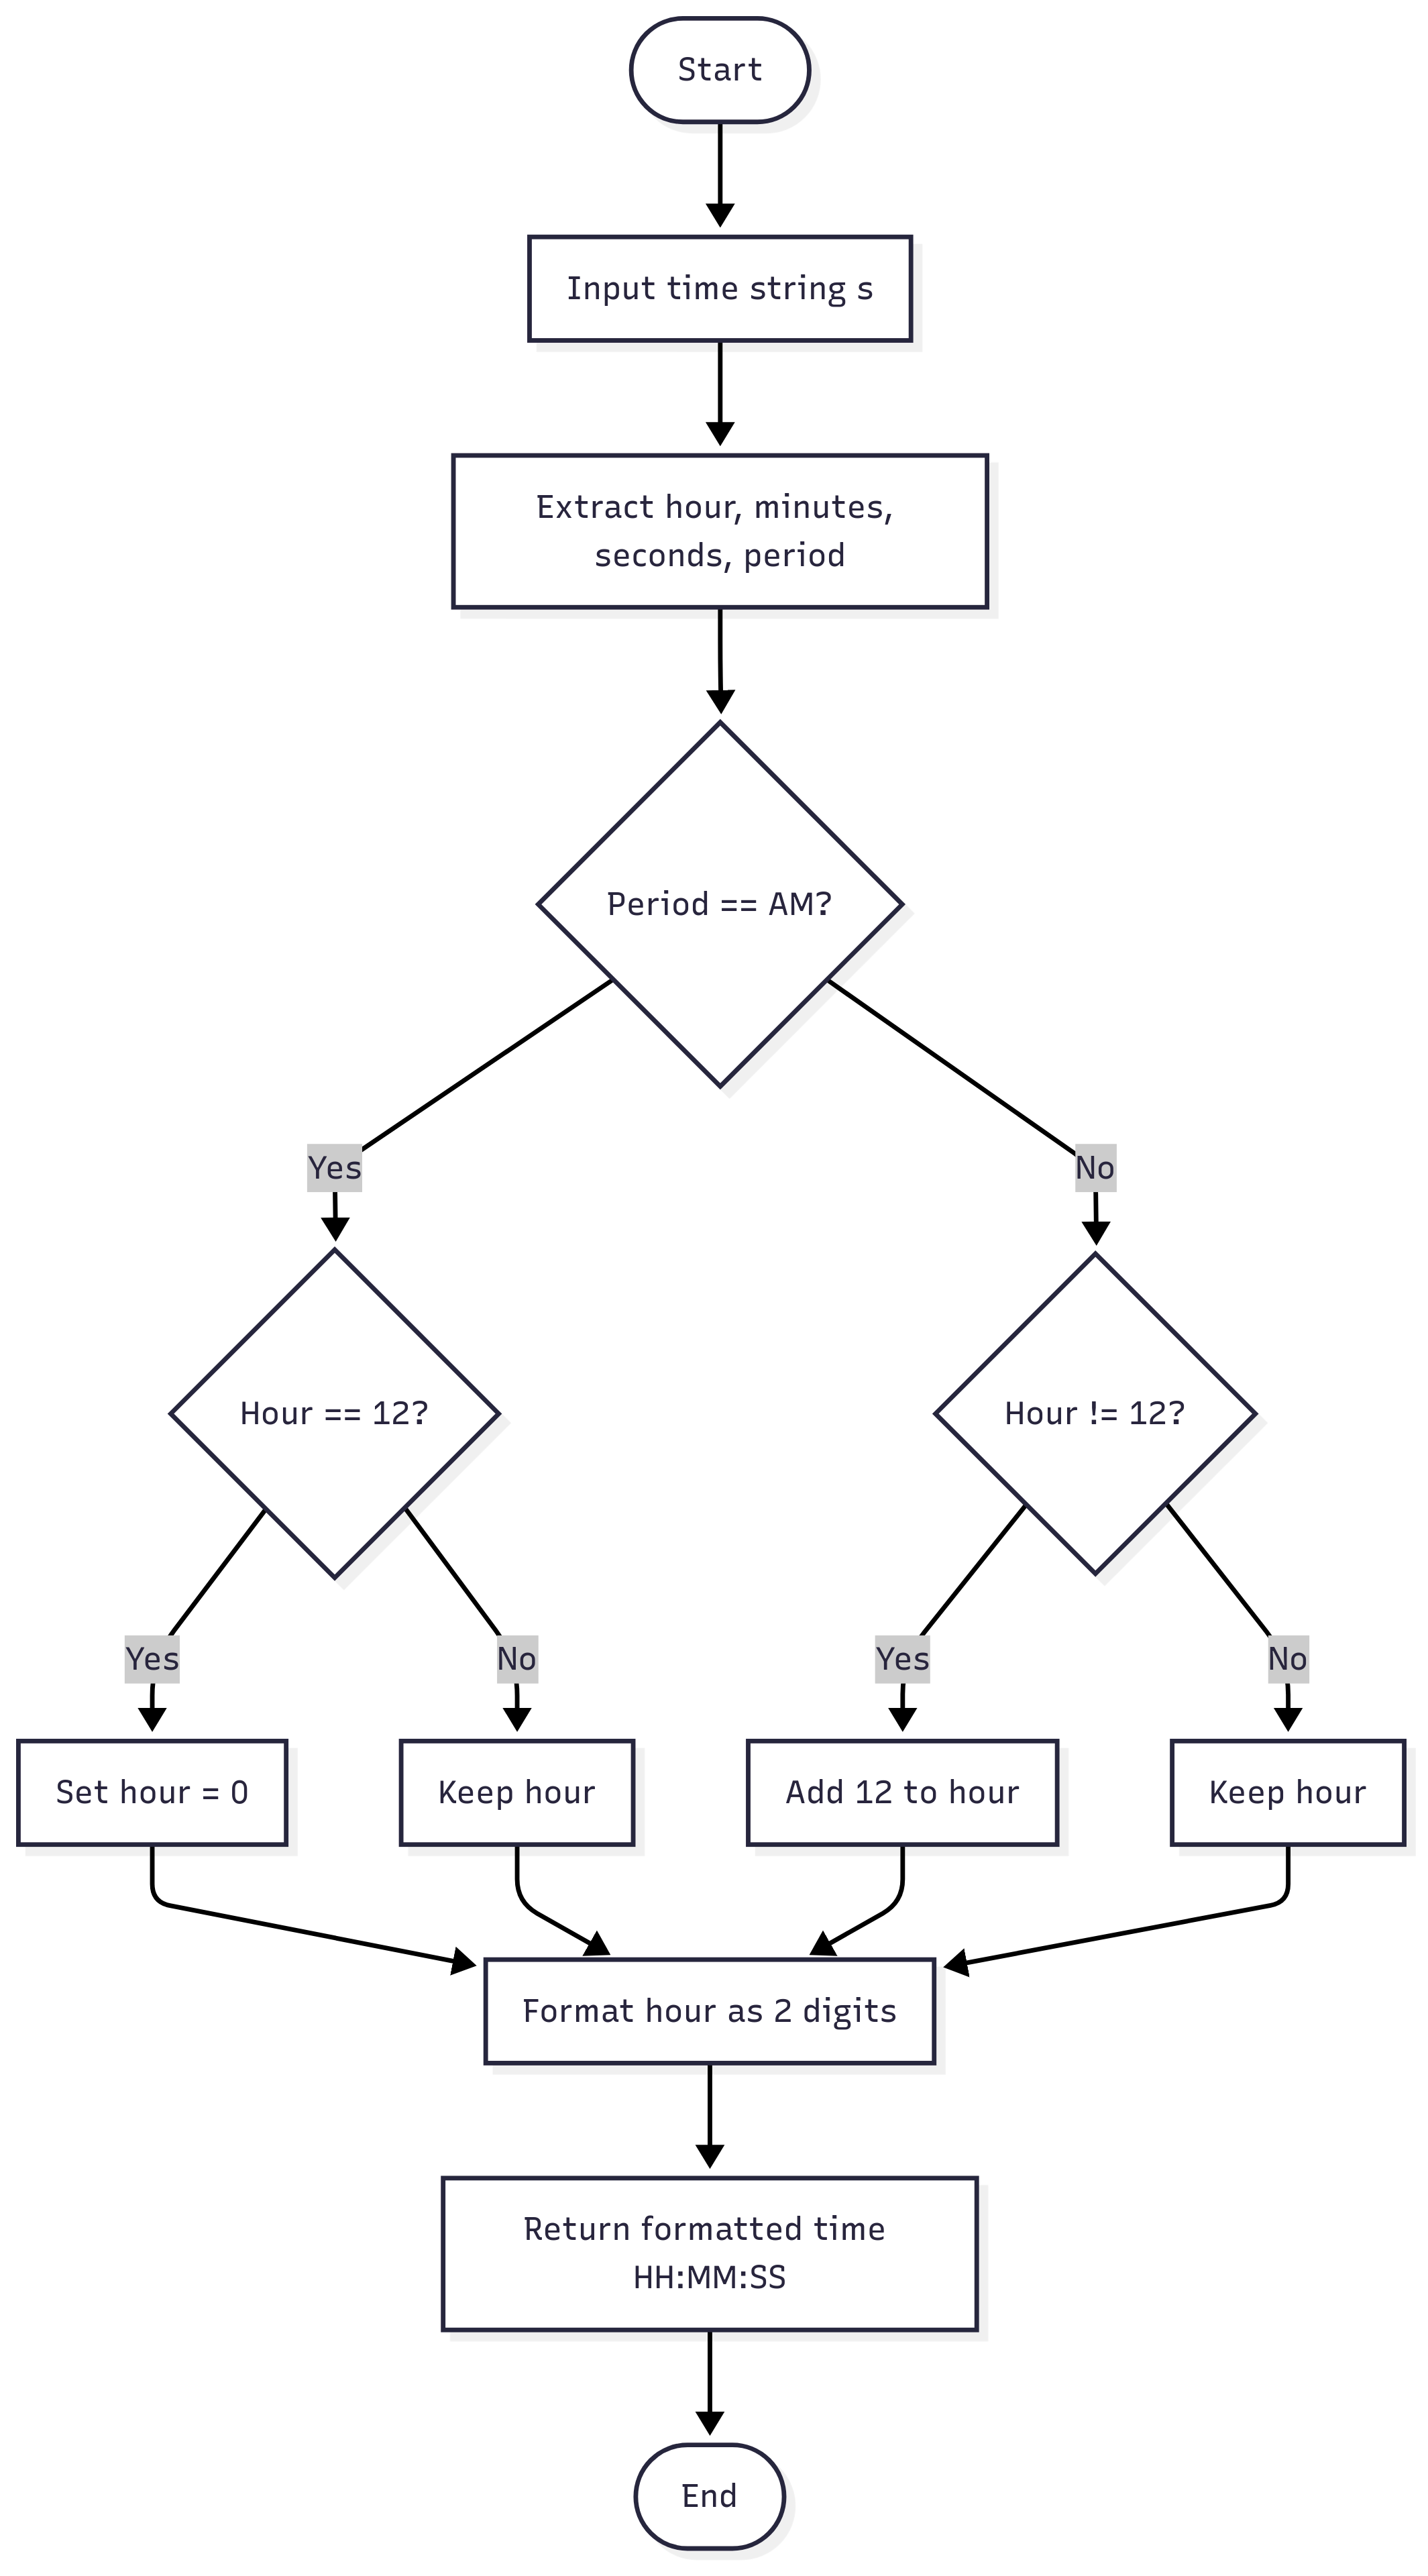 Start
Input time string s
Extract hour, minutes,
seconds, period
Period == AM?
Yes
No
Hour == 12?
Hour != 12?
Yes
No
Yes
No
Set hour = 0
Keep hour
Add 12 to hour
Keep hour
Format hour as 2 digits
Return formatted time
HH:MM:SS
End